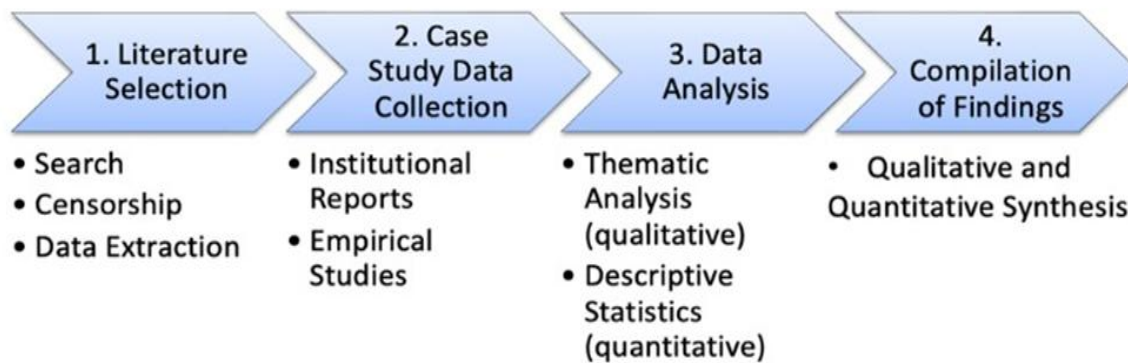 1. Literature
Selection
• Search
• Censorship
• Data Extraction
2. Case
Study Data
Collection
• Institutional
Reports
• Empirical
Studies
3. Data
Analysis
• Thematic
Analysis
(qualitative)
• Descriptive
Statistics
(quantitative)
4.
Compilation
of Findings
• Qualitative and
Quantitative Synthesis